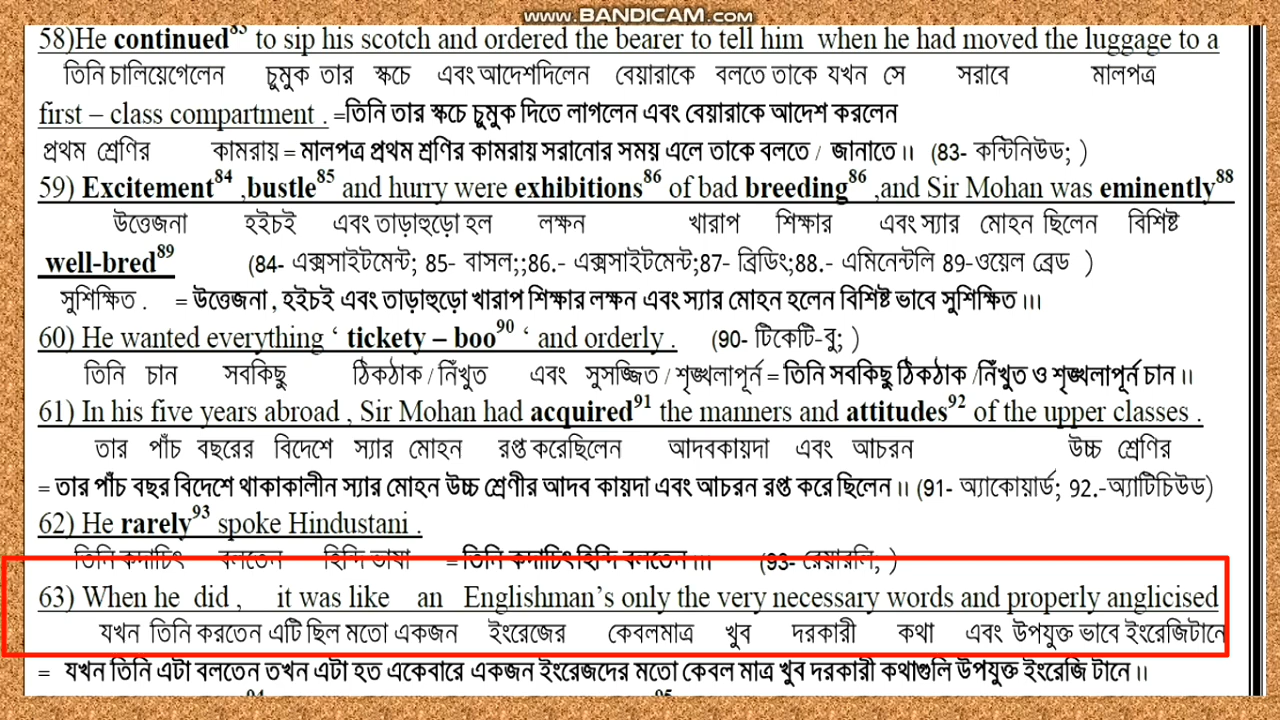 www.BANDICAM.com
58)He continued83 to sip his scotch and ordered the bearer to tell him when he had moved the luggage to a
তিনি চালিয়েগেলেন চুমুক তার স্কচে এবং আদেশদিলেন বেয়ারাকে বলতে তাকে যখন সে সরাবে মালপত্র
first – class compartment . =তিনি তার স্কচে চুমুক দিতে লাগলেন এবং বেয়ারাকে আদেশ করলেন
প্রথম শ্রেণির কামরায় = মালপত্র প্রথম শ্রণির কামরায় সরানোর সময় এলে তাকে বলতে / জানাতে।। (83- কন্টিনিউড; )
59) Excitement84 ,bustle85 and hurry were exhibitions86 of bad breeding86 ,and Sir Mohan was eminently88
উত্তেজনা হইচই এবং তাড়াহুড়ো হল লক্ষন খারাপ শিক্ষার এবং স্যার মোহন ছিলেন বিশিষ্ট
well-bred89 (84- এক্সসাইটমেন্ট; 85- বাসল;;86.- এক্সসাইটমেন্ট;87- ব্রিডিং;88.- এমিনেন্টলি 89-ওয়েল ব্রেড )
সুশিক্ষিত . = উত্তেজনা , হইচই এবং তাড়াহুড়ো খারাপ শিক্ষার লক্ষন এবং স্যার মোহন হলেন বিশিষ্ট ভাবে সুশিক্ষিত ।।।
60) He wanted everything ‘ tickety – boo90 ‘ and orderly . (90- টিকেটি-বু; )
তিনি চান সবকিছু ঠিকঠাক / নিঁখুত এবং সুসজ্জিত / শৃঙ্খলাপূর্ন = তিনি সবকিছু ঠিকঠাক /নিঁখুত ও শৃঙ্খলাপূর্ন চান ।।
61) In his five years abroad , Sir Mohan had acquired91 the manners and attitudes92 of the upper classes .
তার পাঁচ বছরের বিদেশে স্যার মোহন রপ্ত করেছিলেন আদবকায়দা এবং আচরন উচ্চ শ্রেণির
= তার পাঁচ বছর বিদেশে থাকাকালীন স্যার মোহন উচ্চ শ্রেণীর আদব কায়দা এবং আচরন রপ্ত করে ছিলেন।। (91- অ্যাকোয়ার্ড; 92.-অ্যাটিচিউড)
62) He rarely93 spoke Hindustani .
তিনি কদাচিৎ বলতেন হিন্দি ভাষা = তিনি কদাচিৎ হিন্দি বলতেন ।।। (93- রেয়ারলি; )
63) When he did , it was like an Englishman’s only the very necessary words and properly anglicised
যখন তিনি করতেন এটি ছিল মতো একজন ইংরেজের কেবলমাত্র খুব দরকারী কথা এবং উপযুক্ত ভাবে ইংরেজিটানে
= যখন তিনি এটা বলতেন তখন এটা হত একেবারে একজন ইংরেজদের মতো কেবল মাত্র খুব দরকারী কথাগুলি উপযুক্ত ইংরেজি টানে ।।